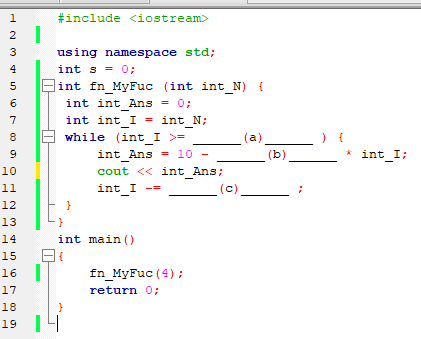 1 #include <iostream>
2
3 using namespace std;
4 int s = 0;
5 int fn_MyFuc (int int_N) {
6 int int_Ans = 0;
7 int int_I = int_N;
8 while (int_I >= ______(a)______ ) {
9 int_Ans = 10 - ______(b)______ * int_I;
10 cout << int_Ans;
11 int_I -= ______(c)______ ;
12 }
13 }
14 int main()
15 {
16 fn_MyFuc(4);
17 return 0;
18 }
19